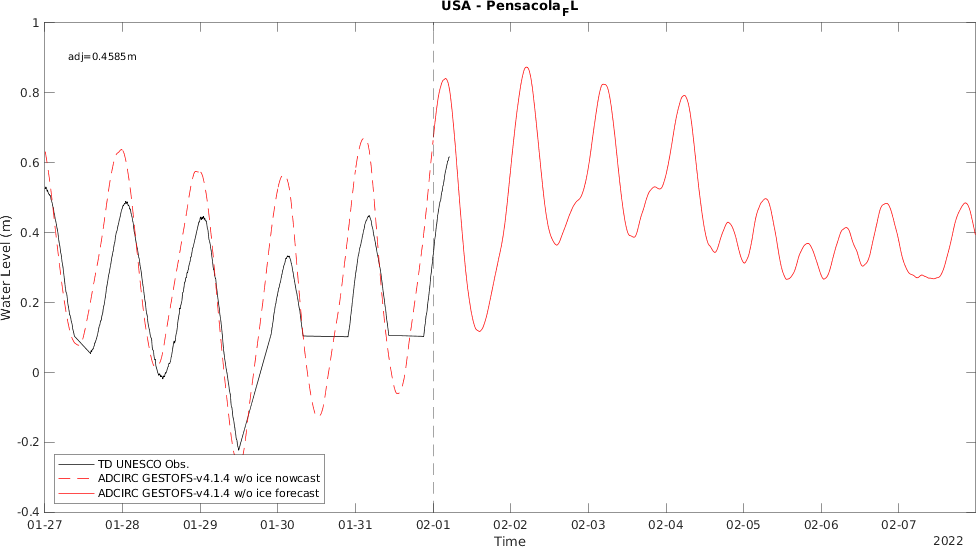 USA - Pensacola_FL
adj=0.4585m
1
0.8
0.6
0.4
0.2
0
-0.2
-0.4
Water Level (m)
TD UNESCO Obs.
ADCIRC GESTOFS-v4.1.4 w/o ice nowcast
ADCIRC GESTOFS-v4.1.4 w/o ice forecast
01-27 01-28 01-29 01-30 01-31 02-01 02-02 02-03 02-04 02-05 02-06 02-07
Time
2022